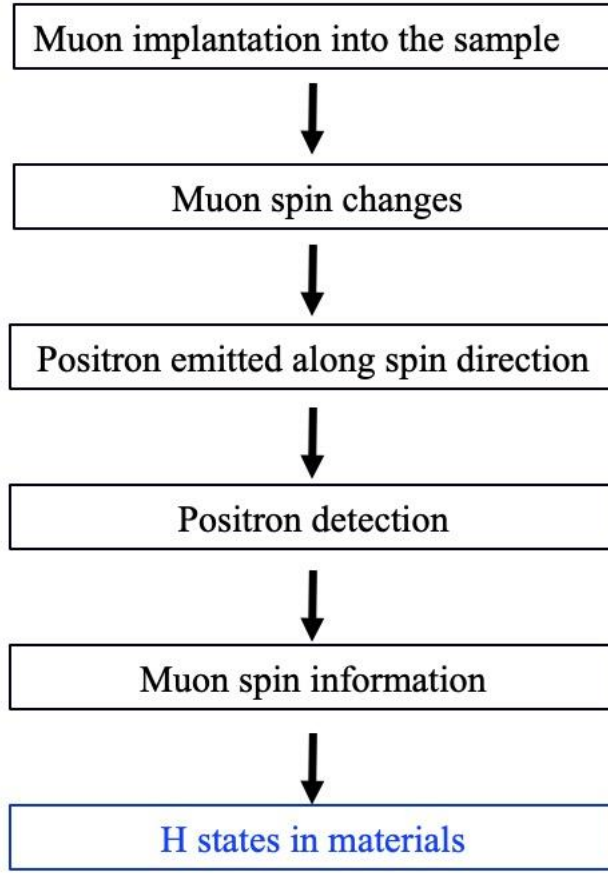 Muon implantation into the sample
Muon spin changes
Positron emitted along spin direction
Positron detection
Muon spin information
H states in materials